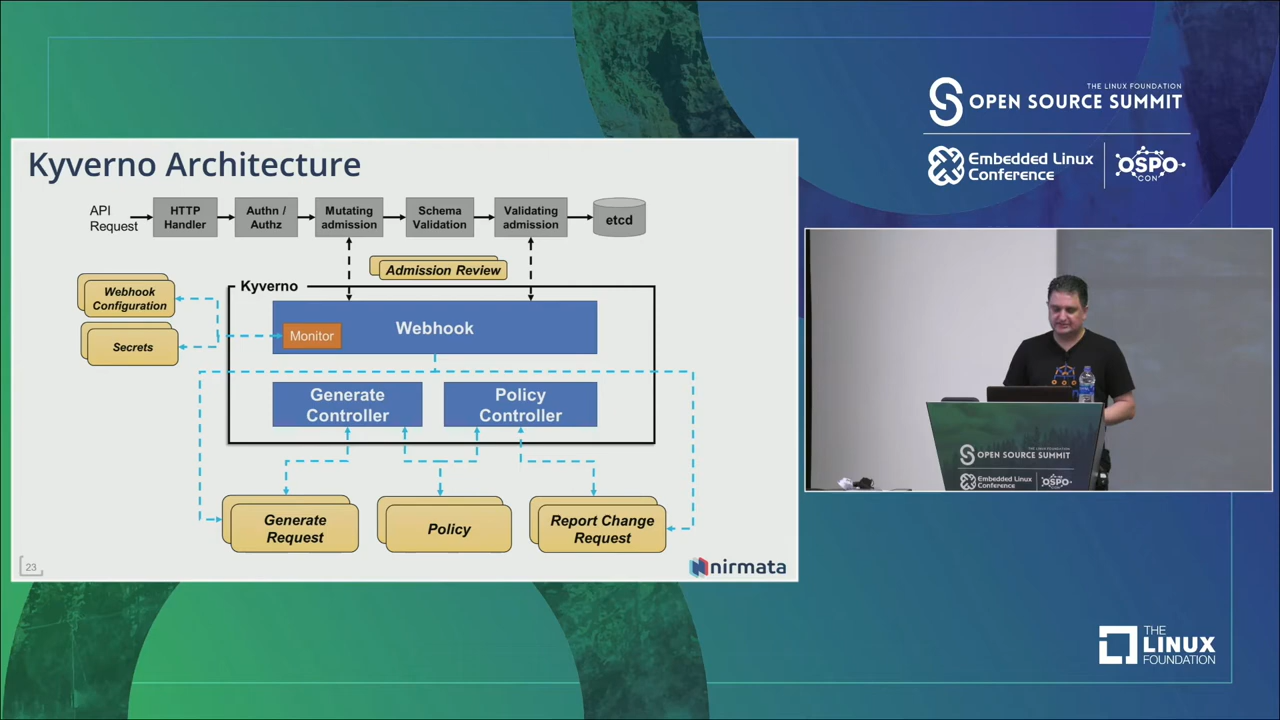 THE LINUX FOUNDATION
OPEN SOURCE SUMMIT
Embedded Linux
Conference
OSPO
CON
Kyverno Architecture
API
Request
HTTP
Handler
Authn /
Authz
Mutating
admission
Schema
Validation
Validating
admission
etcd
Admission Review
Webhook
Configuration
Secrets
Kyverno
Monitor
Webhook
Generate
Controller
Policy
Controller
Generate
Request
Policy
Report Change
Request
23
nirmata
OPEN SOURCE SUMMIT
Embedded Linux
Conference
OSPO
CON
THE
LINUX
FOUNDATION